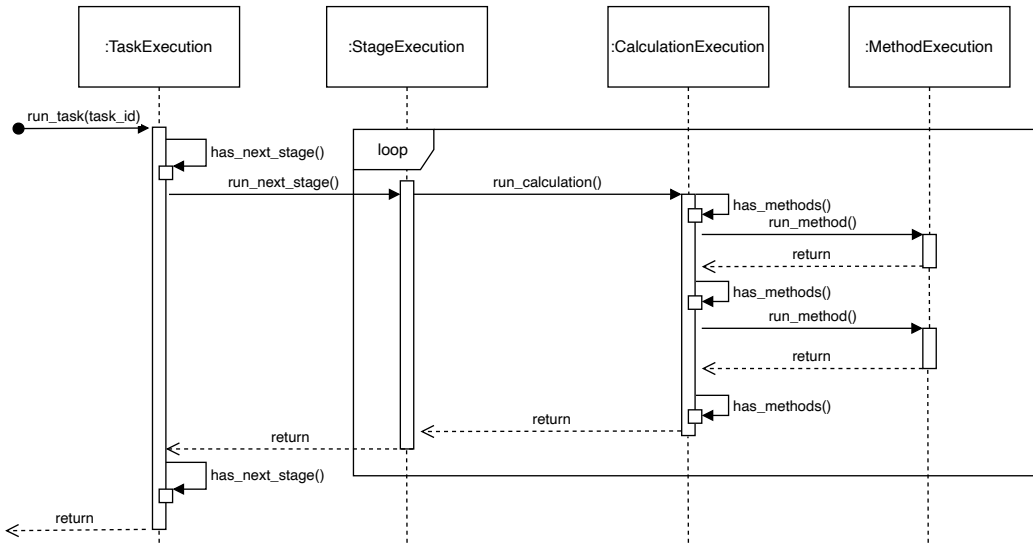 :TaskExecution
:StageExecution
:CalculationExecution
:MethodExecution
run_task(task_id)
loop
has_next_stage()
run_next_stage()
run_calculation()
has_methods()
run_method()
return
has_methods()
run_method()
return
has_methods()
return
return
has_next_stage()
return